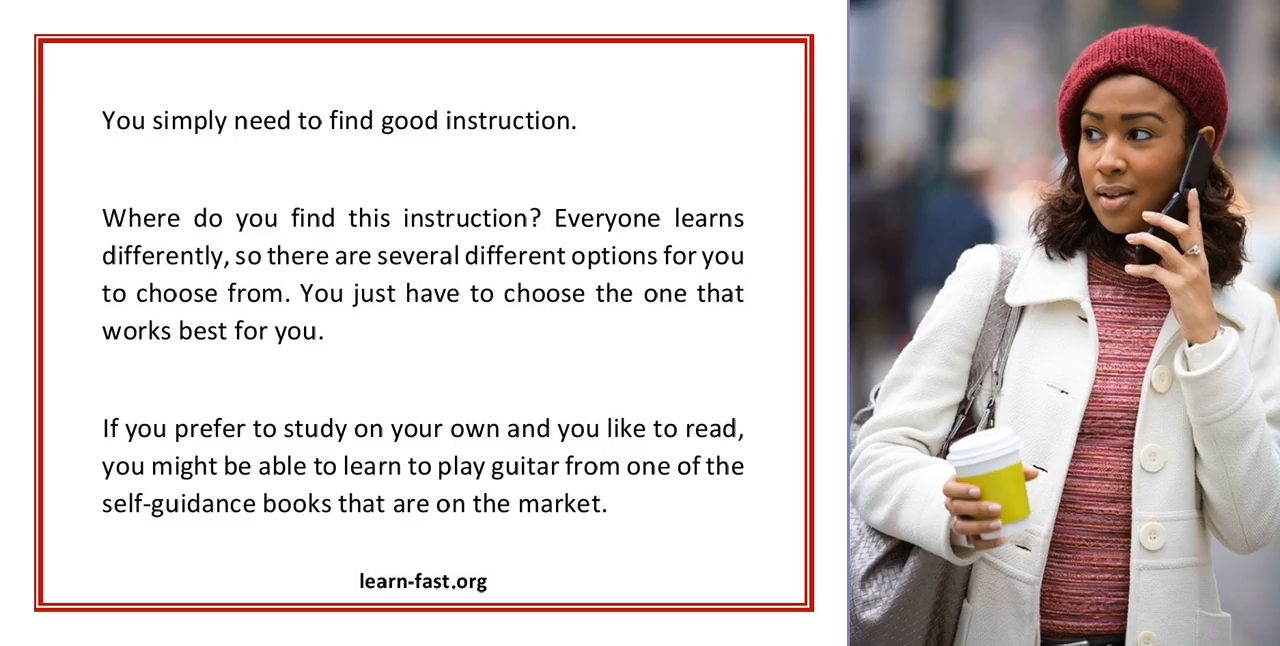 You simply need to find good instruction.
Where do you find this instruction? Everyone learns
differently, so there are several different options for you
to choose from. You just have to choose the one that
works best for you.
If you prefer to study on your own and you like to read,
you might be able to learn to play guitar from one of the
self-guidance books that are on the market.
learn-fast.org